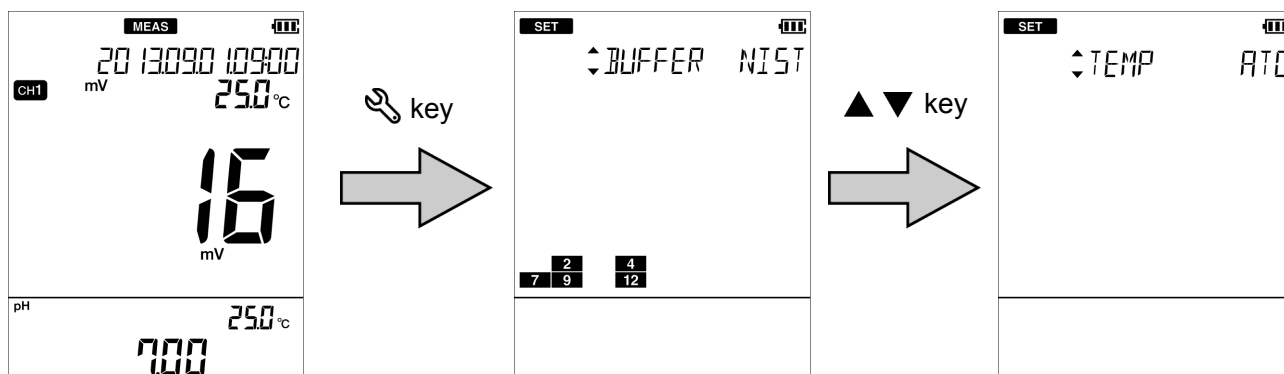 MEAS
2013.09.01.09:00
CH1 mV 25.0 °C
16
mV
pH 25.0 °C
7.00
key
SET
BUFFER NIST
2 4
7 9 12
▲ ▼ key
SET
TEMP